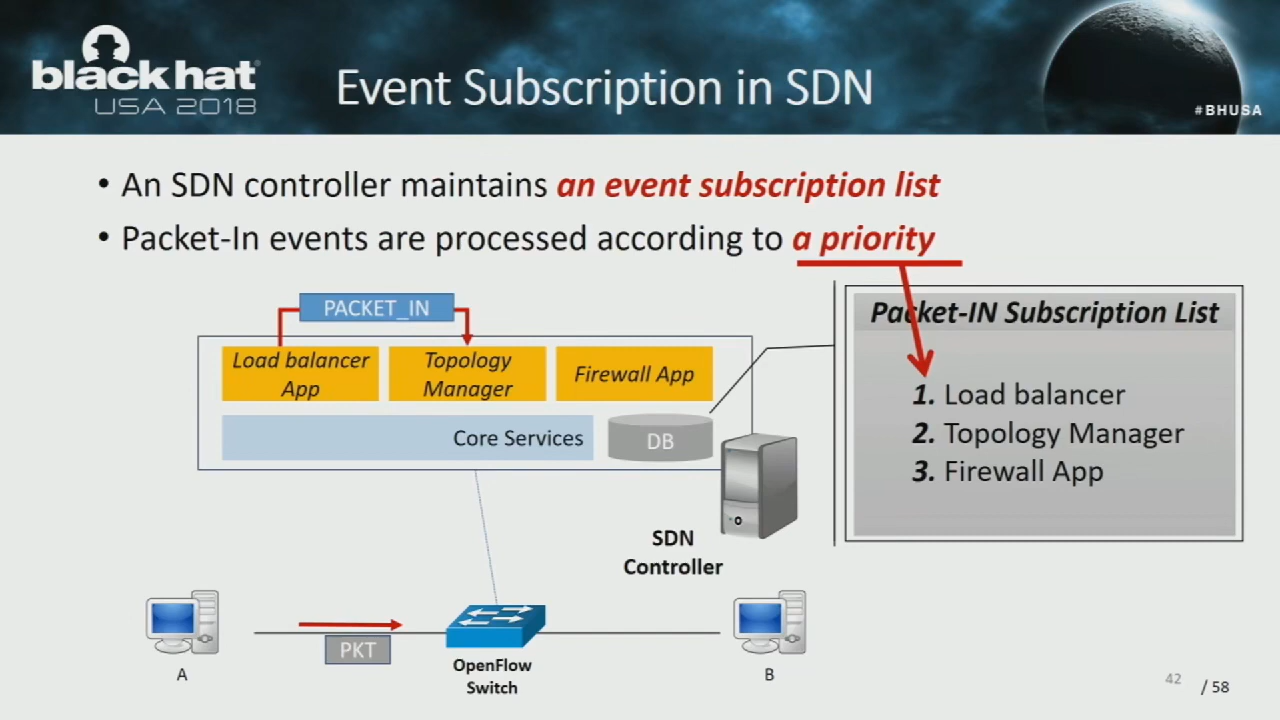 black hat
USA 2018
Event Subscription in SDN
#BHUSA
• An SDN controller maintains an event subscription list
• Packet-In events are processed according to a priority
PACKET_IN
Load balancer
App
Topology
Manager
Firewall App
Core Services
DB
SDN
Controller
Packet-IN Subscription List
1. Load balancer
2. Topology Manager
3. Firewall App
PKT
A
OpenFlow
Switch
B
42
/ 58